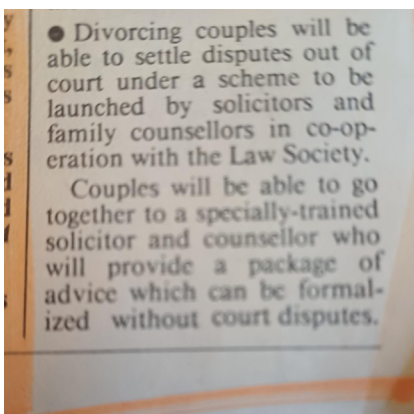 ● Divorcing couples will be
able to settle disputes out of
court under a scheme to be
launched by solicitors and
family counsellors in co-op-
eration with the Law Society.
Couples will be able to go
together to a specially-trained
solicitor and counsellor who
will provide a package of
advice which can be formal-
ized without court disputes.